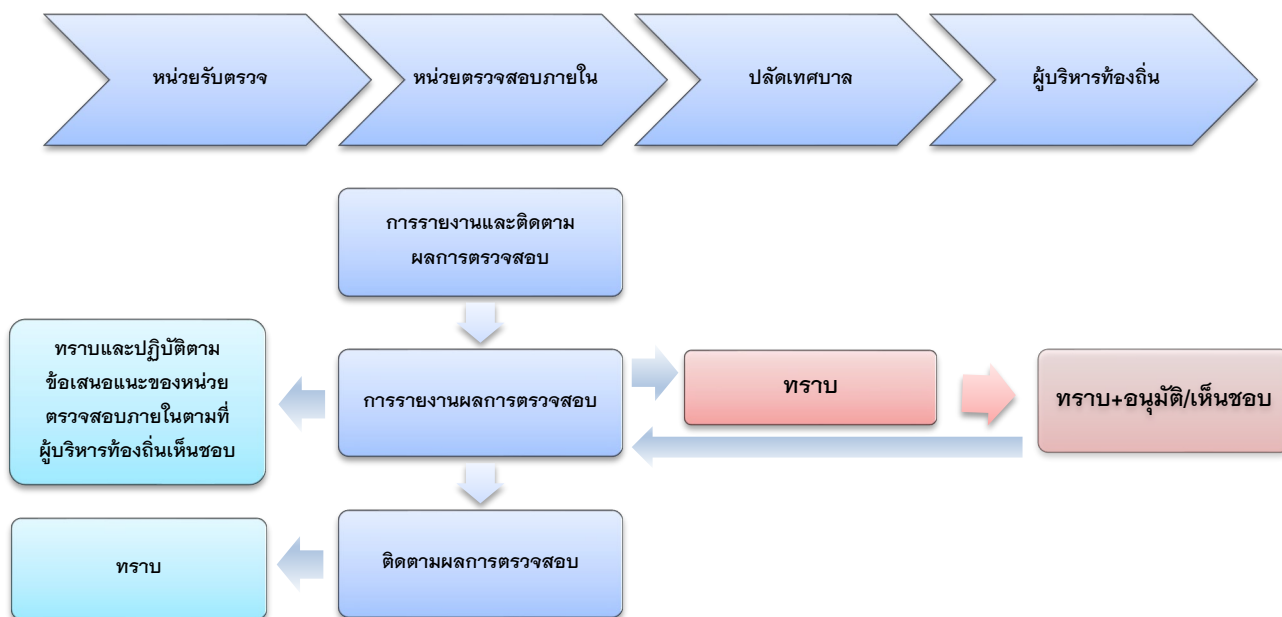 หน่วยรับตรวจ
หน่วยตรวจสอบภายใน
ปลัดเทศบาล
ผู้บริหารท้องถิ่น
การรายงานและติดตาม
ผลการตรวจสอบ
ทราบและปฏิบัติตาม
ข้อเสนอแนะของหน่วย
ตรวจสอบภายในตามที่
ผู้บริหารท้องถิ่นเห็นชอบ
การรายงานผลการตรวจสอบ
ทราบ
ทราบ+อนุมัติ/เห็นชอบ
ทราบ
ติดตามผลการตรวจสอบ